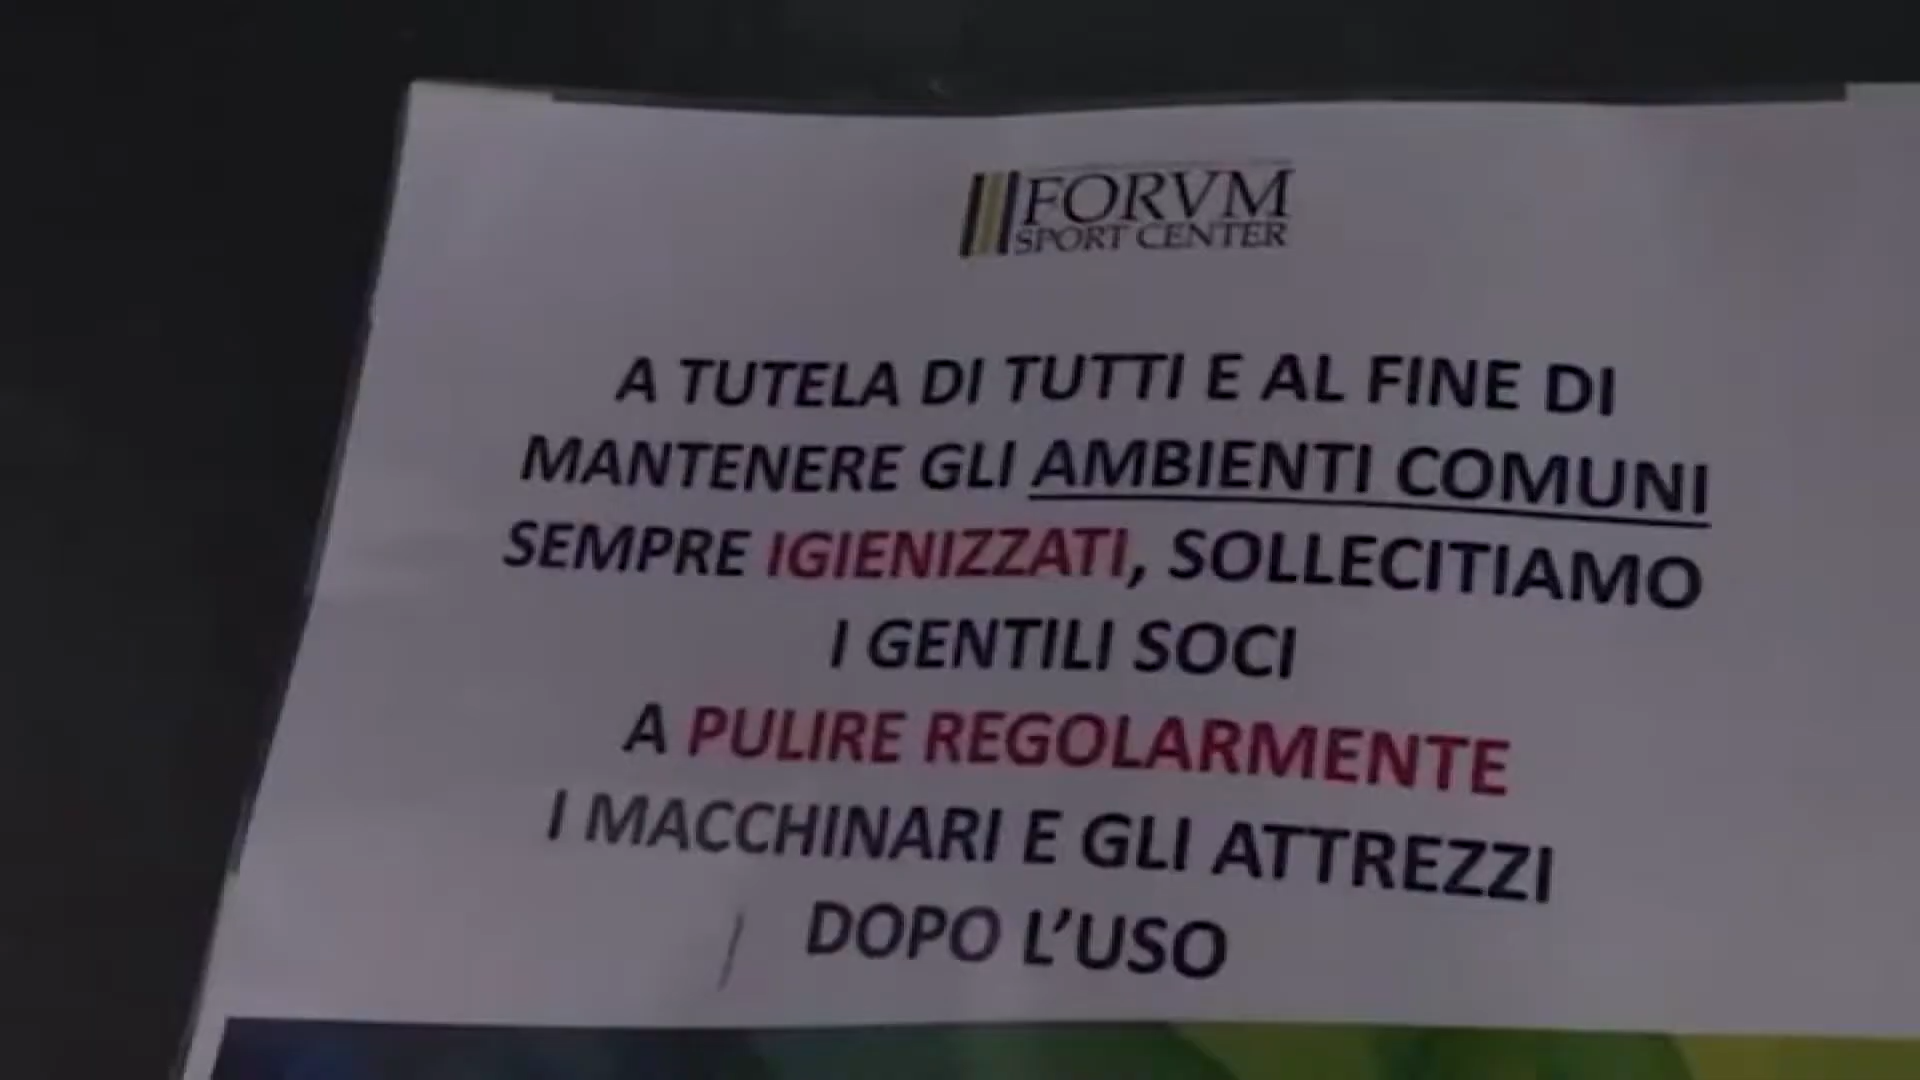 FORVM
SPORT CENTER
A TUTELA DI TUTTI E AL FINE DI
MANTENERE GLI AMBIENTI COMUNI
SEMPRE IGIENIZZATI, SOLLECITIAMO
I GENTILI SOCI
A PULIRE REGOLARMENTE
I MACCHINARI E GLI ATTREZZI
DOPO L'USO